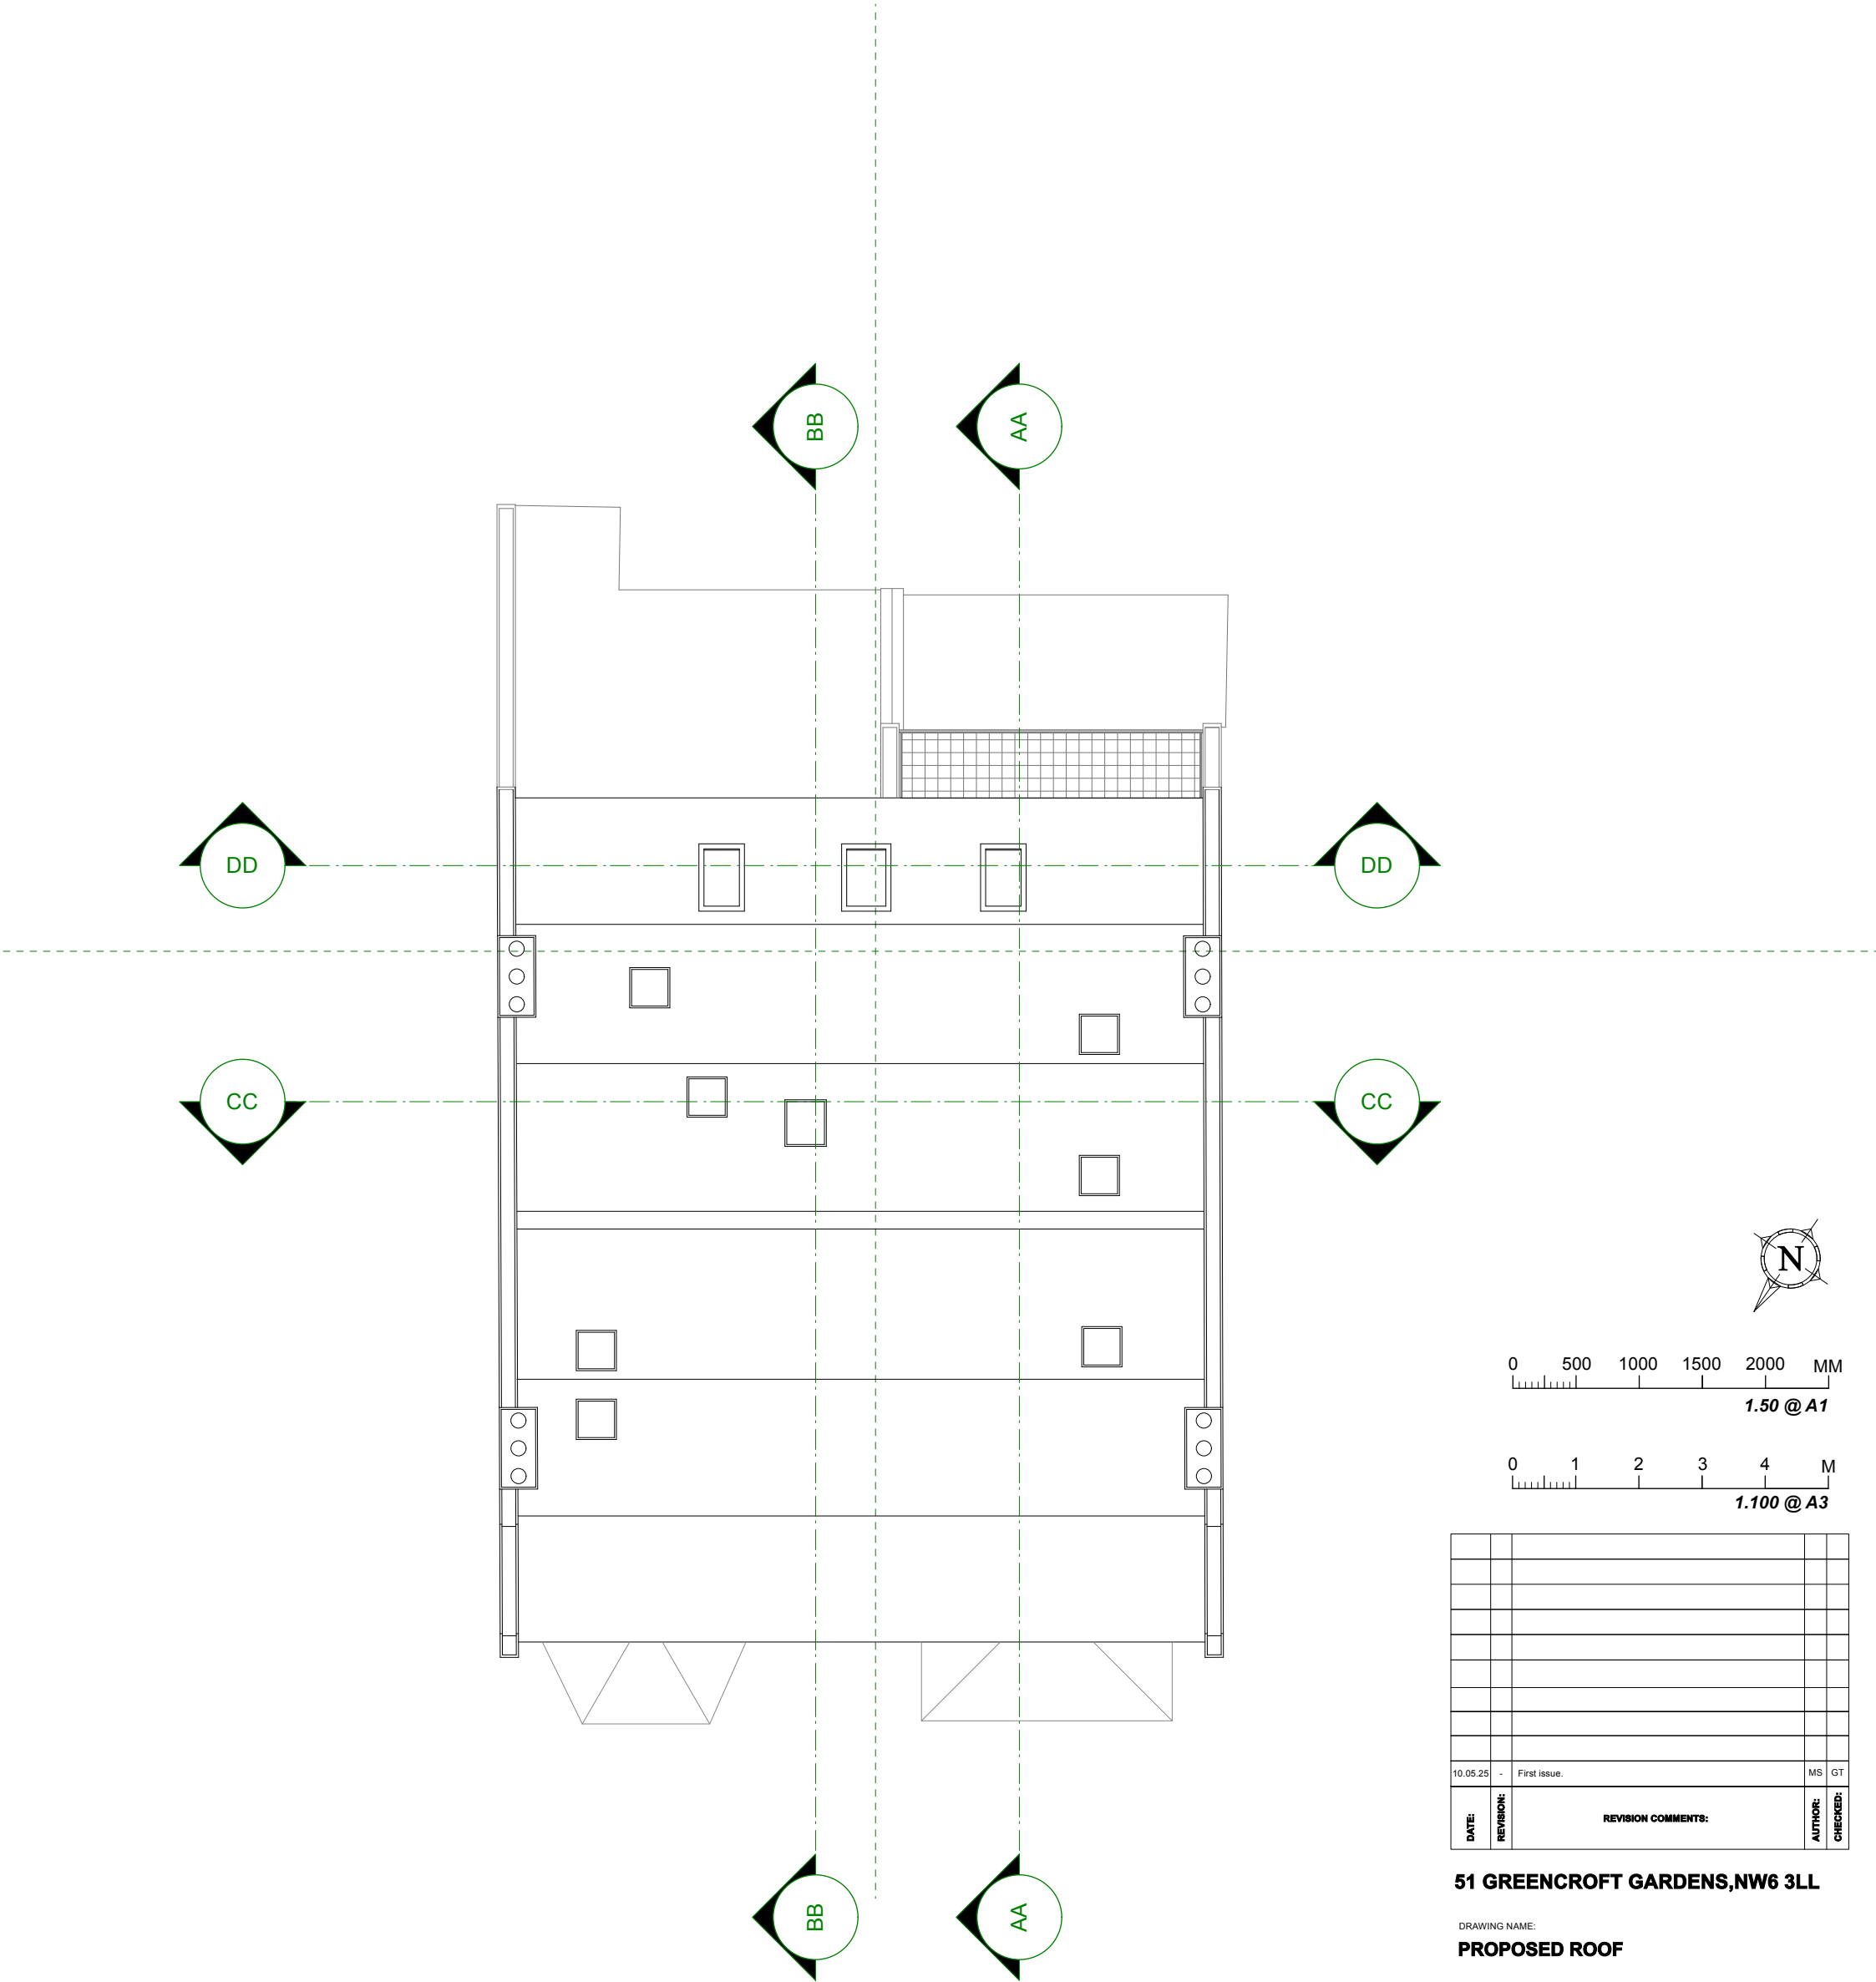 BB
AA
DD
DD
CC
CC
N
0 500 1000 1500 2000 MM
1.50 @ A1
0 1 2 3 4 M
1.100 @ A3
10.05.25 - First issue. MS GT
DATE: REVISION: REVISION COMMENTS: AUTHOR: CHECKED:
51 GREENCROFT GARDENS,NW6 3LL
BB
AA
DRAWING NAME:
PROPOSED ROOF